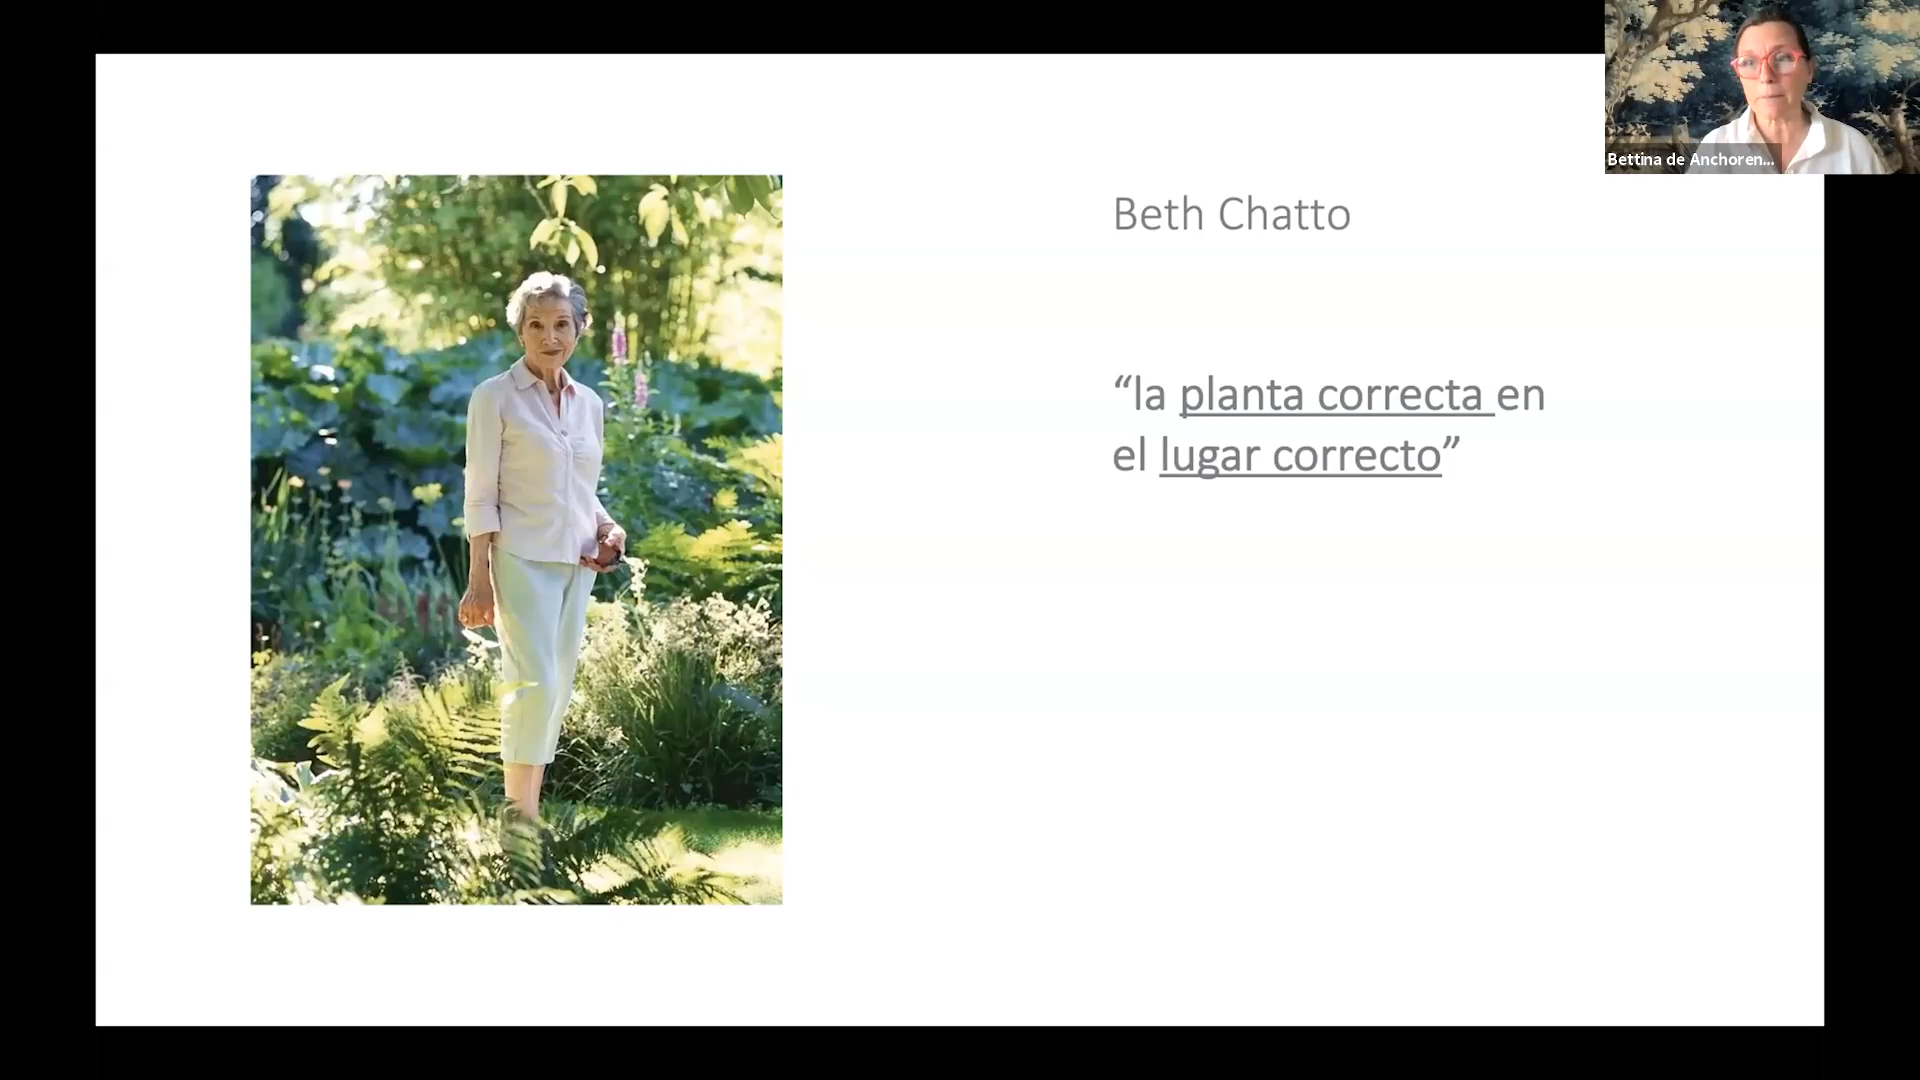 Bettina de Anchoren...
Beth Chatto
“la planta correcta en
el lugar correcto”